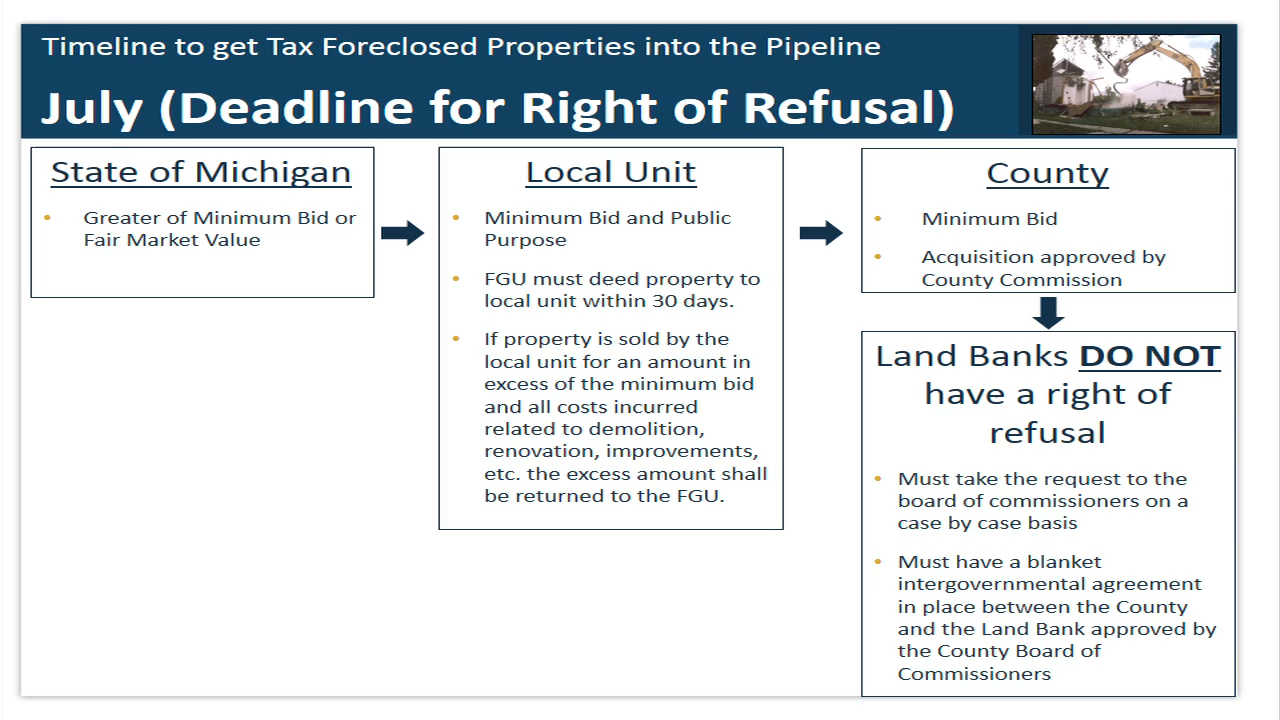 Timeline to get Tax Foreclosed Properties into the Pipeline
July (Deadline for Right of Refusal)
State of Michigan
• Greater of Minimum Bid or
Fair Market Value
Local Unit
• Minimum Bid and Public
Purpose
• FGU must deed property to
local unit within 30 days.
• If property is sold by the
local unit for an amount in
excess of the minimum bid
and all costs incurred
related to demolition,
renovation, improvements,
etc. the excess amount shall
be returned to the FGU.
County
• Minimum Bid
• Acquisition approved by
County Commission
Land Banks DO NOT
have a right of
refusal
• Must take the request to the
board of commissioners on a
case by case basis
• Must have a blanket
intergovernmental agreement
in place between the County
and the Land Bank approved by
the County Board of
Commissioners